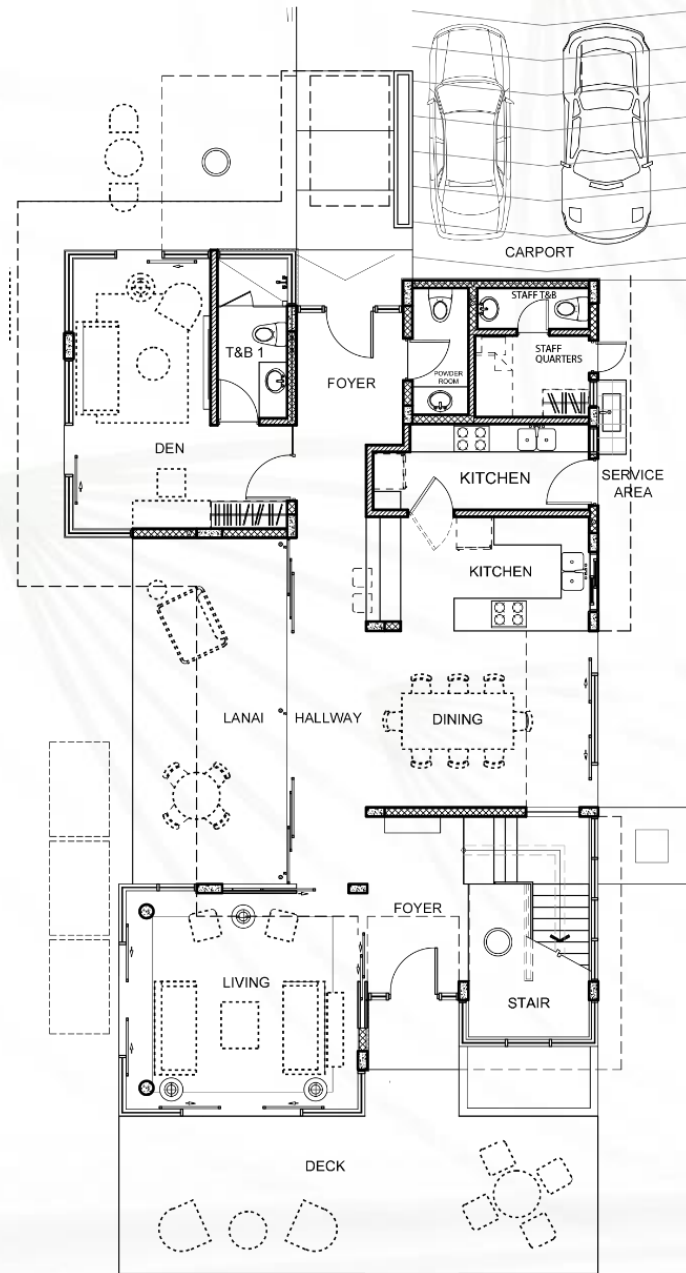 CARPORT
STAFF T&B
T&B 1
FOYER
STAFF
QUARTERS
POWDER
ROOM
DEN
KITCHEN
SERVICE
AREA
KITCHEN
LANAI
HALLWAY
DINING
FOYER
LIVING
STAIR
DECK